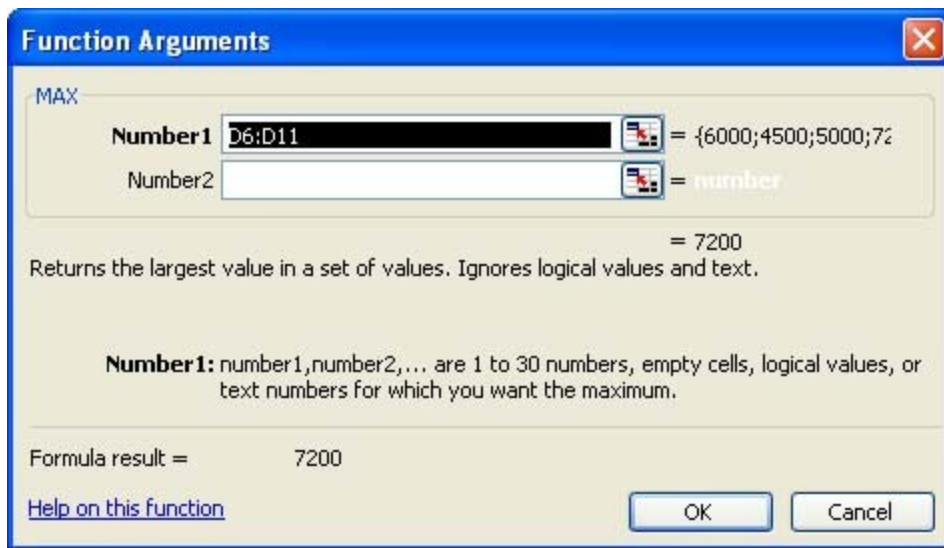 Function Arguments
MAX
Number1 D6:D11 = {6000;4500;5000;72
Number2 = number
= 7200
Returns the largest value in a set of values. Ignores logical values and text.
Number1: number1,number2,... are 1 to 30 numbers, empty cells, logical values, or
text numbers for which you want the maximum.
Formula result = 7200
Help on this function OK Cancel